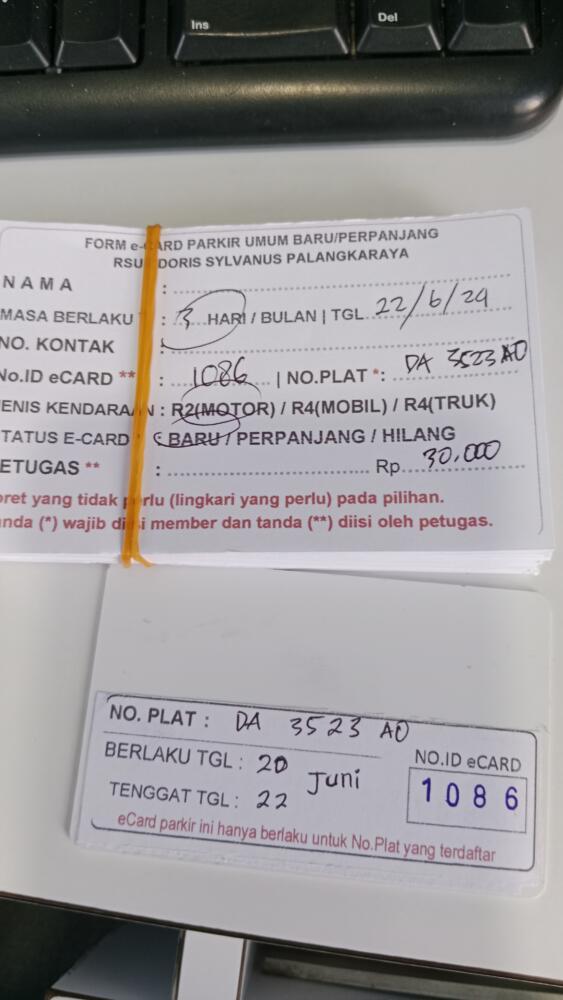 Ins
Del
FORM e-CARD PARKIR UMUM BARU/PERPANJANG
RSUD DORIS SYLVANUS PALANGKARAYA
NAMA :
MASA BERLAKU : 3 HARI / BULAN | TGL 22/6/24
NO. KONTAK :
No.ID eCARD ** : 1086 | NO.PLAT *: DA 3523 AO
JENIS KENDARAAN : R2(MOTOR) / R4(MOBIL) / R4(TRUK)
STATUS E-CARD : BARU / PERPANJANG / HILANG
PETUGAS ** : Rp 30.000
oret yang tidak perlu (lingkari yang perlu) pada pilihan.
anda (*) wajib diisi member dan tanda (**) diisi oleh petugas.
NO. PLAT : DA 3523 AO
BERLAKU TGL : 20 Juni
TENGGAT TGL : 22
NO.ID eCARD
1086
eCard parkir ini hanya berlaku untuk No.Plat yang terdaftar